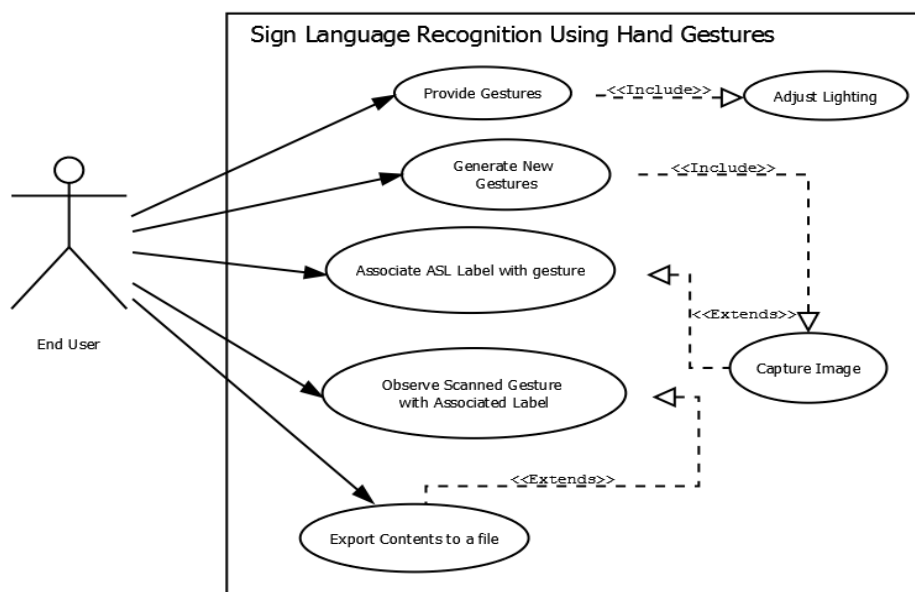 Sign Language Recognition Using Hand Gestures
Provide Gestures
<<Include>>
Adjust Lighting
Generate New
Gestures
<<Include>>
Associate ASL Label with gesture
<<Extends>>
End User
Capture Image
Observe Scanned Gesture
with Associated Label
<<Extends>>
Export Contents to a file